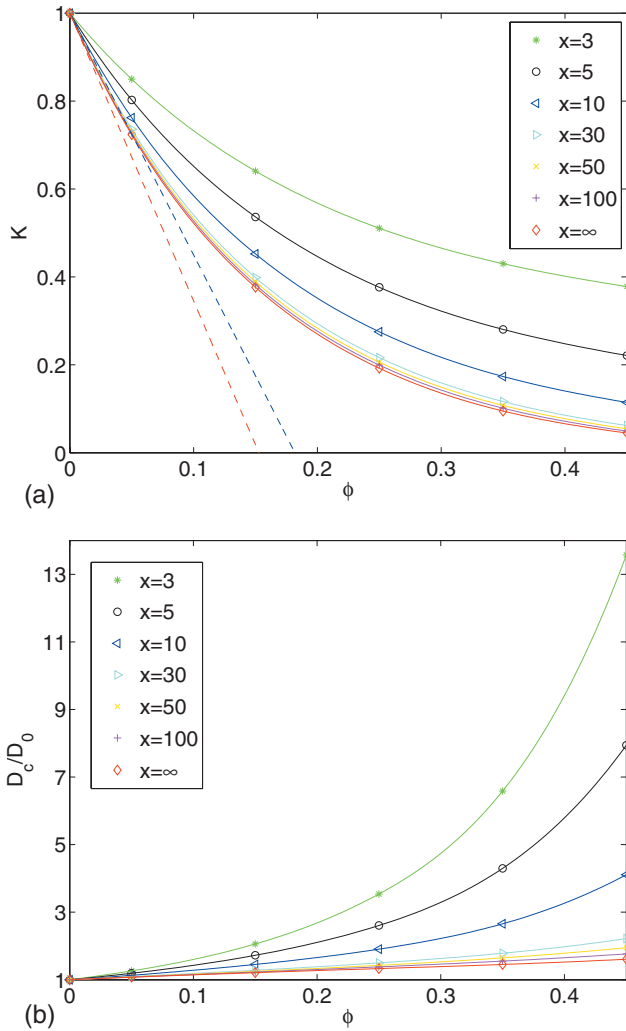 1
0.8
0.6
0.4
0.2
0
K
0 0.1 0.2 0.3 0.4
ϕ
(a)
x=3
x=5
x=10
x=30
x=50
x=100
x=∞
13
11
9
7
5
3
1
D_c/D_0
0 0.1 0.2 0.3 0.4
ϕ
(b)
x=3
x=5
x=10
x=30
x=50
x=100
x=∞